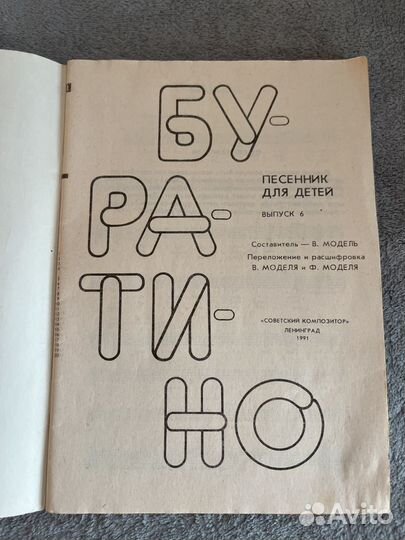 БУ-
РА-
ТИ-
НО
ПЕСЕННИК
ДЛЯ ДЕТЕЙ
ВЫПУСК 6
Составитель — В. МОДЕЛЬ
Переложение и расшифровка
В. МОДЕЛЯ и Ф. МОДЕЛЯ
«СОВЕТСКИЙ КОМПОЗИТОР»
ЛЕНИНГРАД
1991
Avito